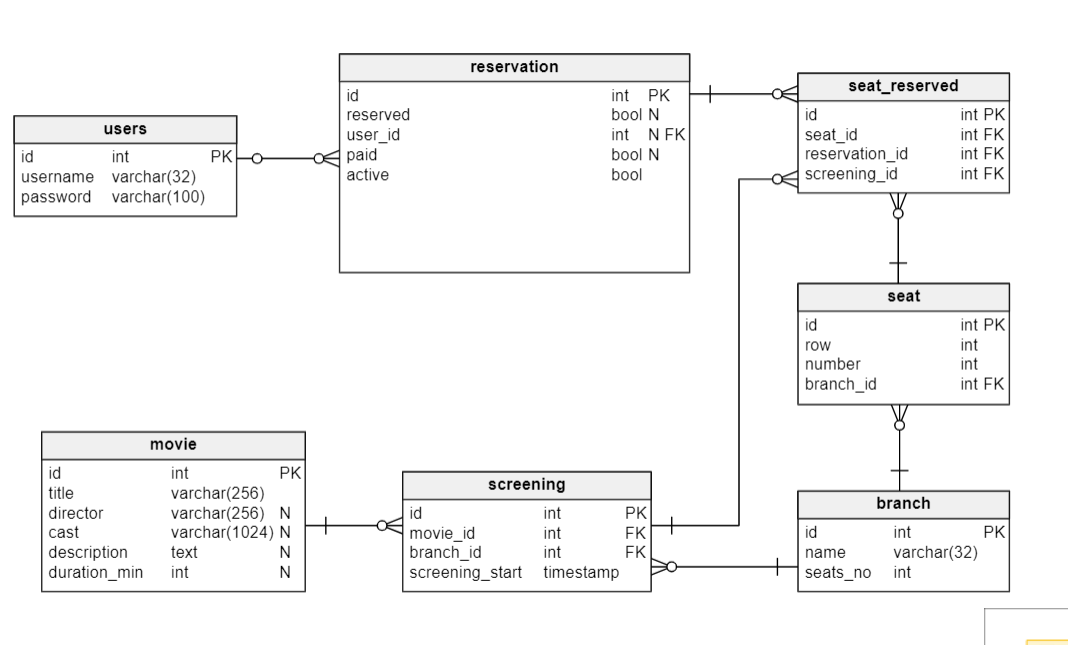 reservation
id int PK
reserved bool N
user_id int N FK
paid bool N
active bool
seat_reserved
id int PK
seat_id int FK
reservation_id int FK
screening_id int FK
users
id int PK
username varchar(32)
password varchar(100)
seat
id int PK
row int
number int
branch_id int FK
movie
id int PK
title varchar(256)
director varchar(256) N
cast varchar(1024) N
description text N
duration_min int N
screening
id int PK
movie_id int FK
branch_id int FK
screening_start timestamp
branch
id int PK
name varchar(32)
seats_no int